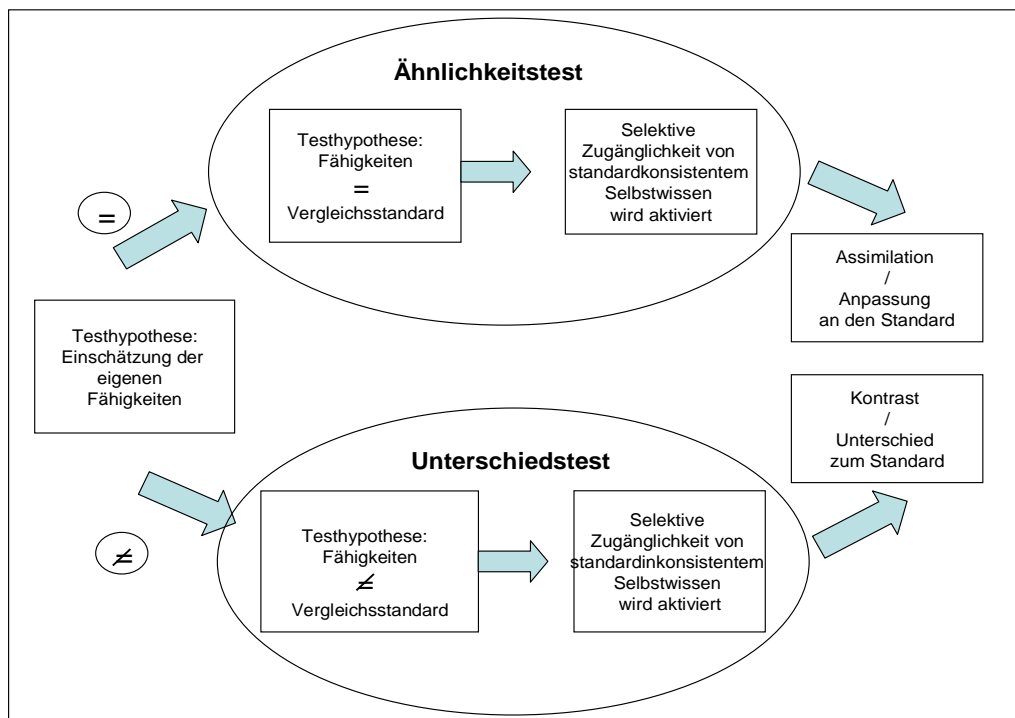 Ähnlichkeitstest
Testhypothese:
Fähigkeiten
=
Vergleichsstandard
Selektive
Zugänglichkeit von
standardkonsistentem
Selbstwissen
wird aktiviert
=
Assimilation
/
Anpassung
an den Standard
Testhypothese:
Einschätzung der
eigenen
Fähigkeiten
Kontrast
/
Unterschied
zum Standard
Unterschiedstest
≠
Testhypothese:
Fähigkeiten
≠
Vergleichsstandard
Selektive
Zugänglichkeit von
standardinkonsistentem
Selbstwissen
wird aktiviert